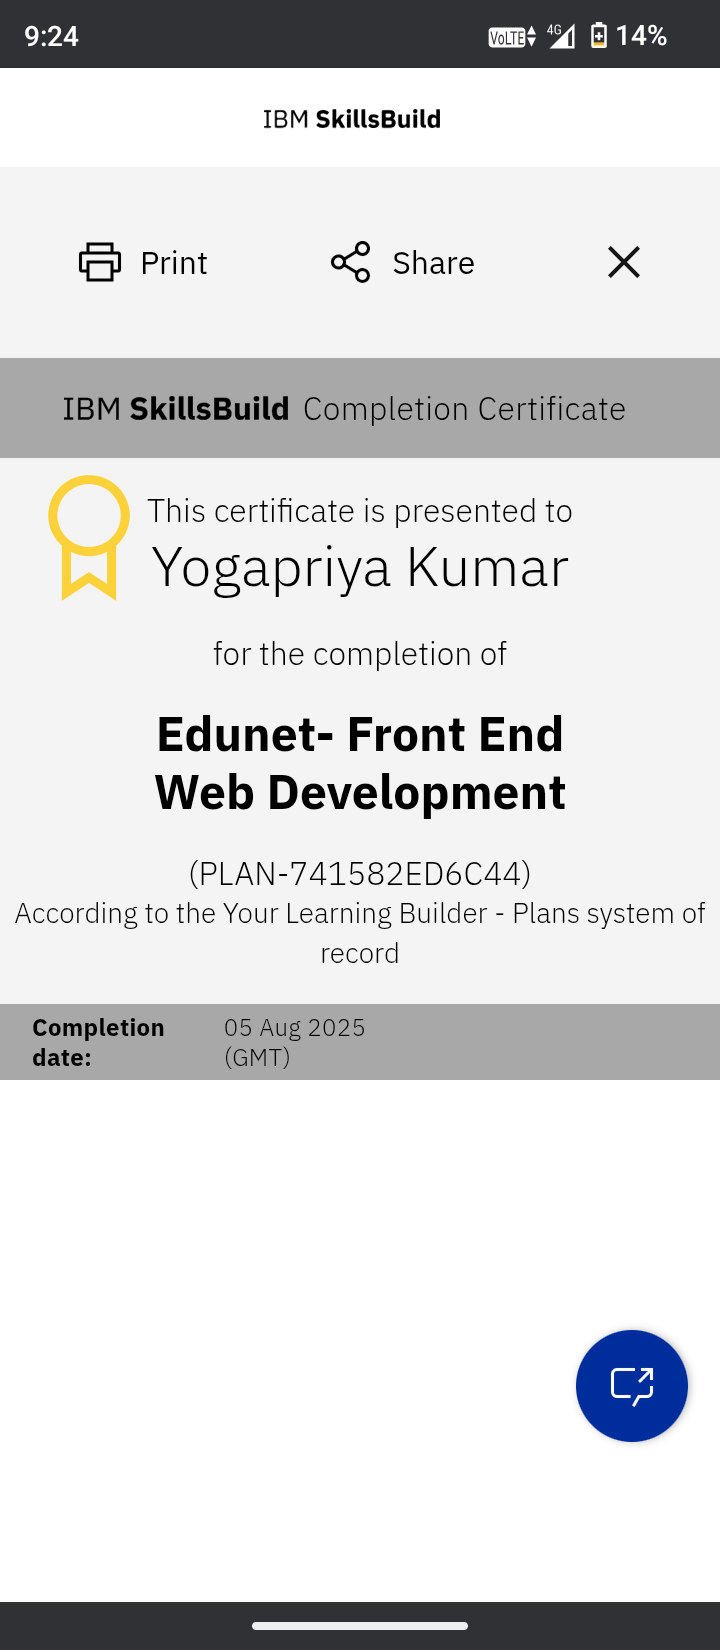 9:24
VoLTE 4G 14%
IBM SkillsBuild
Print Share
IBM SkillsBuild Completion Certificate
This certificate is presented to
Yogapriya Kumar
for the completion of
Edunet- Front End
Web Development
(PLAN-741582ED6C44)
According to the Your Learning Builder - Plans system of
record
Completion date: 05 Aug 2025 (GMT)